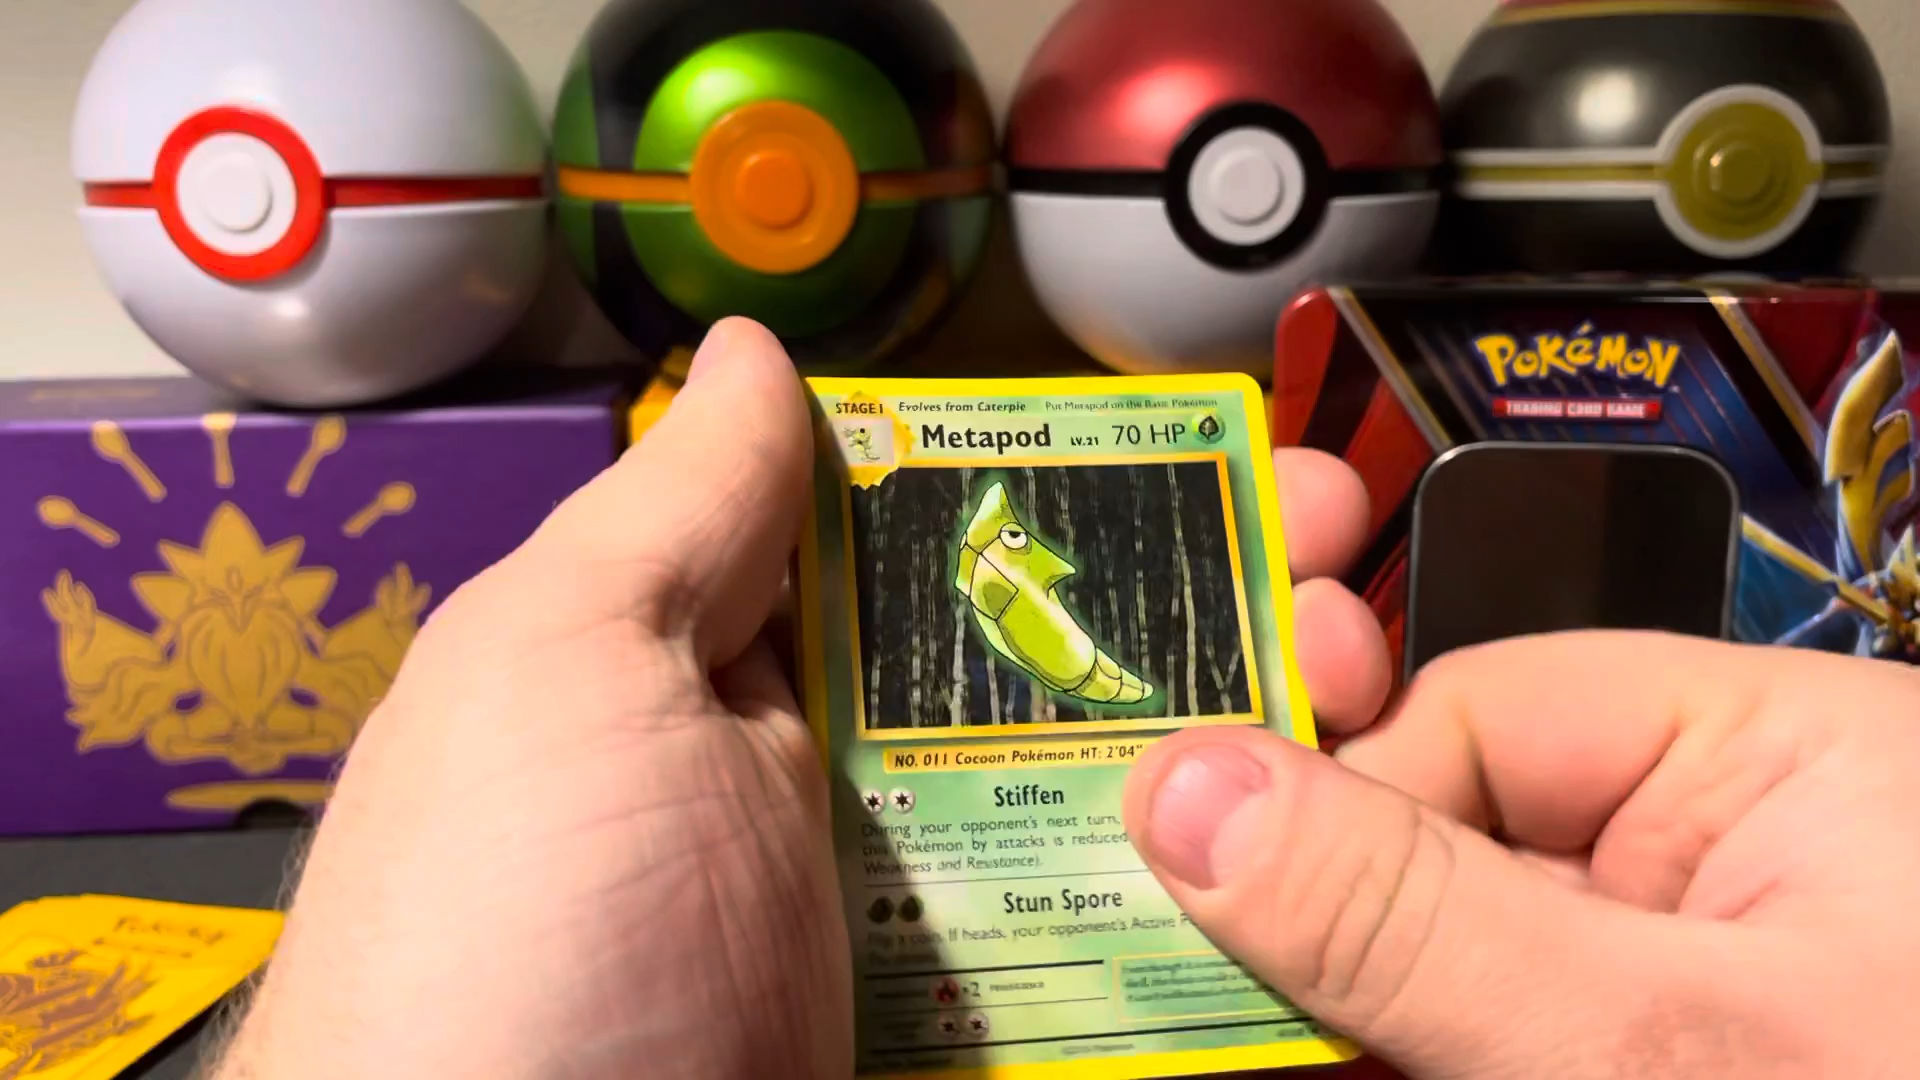 POKéMON
TRADING CARD GAME
STAGE 1 Evolves from Caterpie Put Metapod on the Basic Pokémon
Metapod LV.21 70 HP
NO. 011 Cocoon Pokémon HT: 2'04"
Stiffen
During your opponent's next turn,
this Pokémon by attacks is reduced
Weakness and Resistance).
Stun Spore
Flip a coin. If heads, your opponent's Active
×2